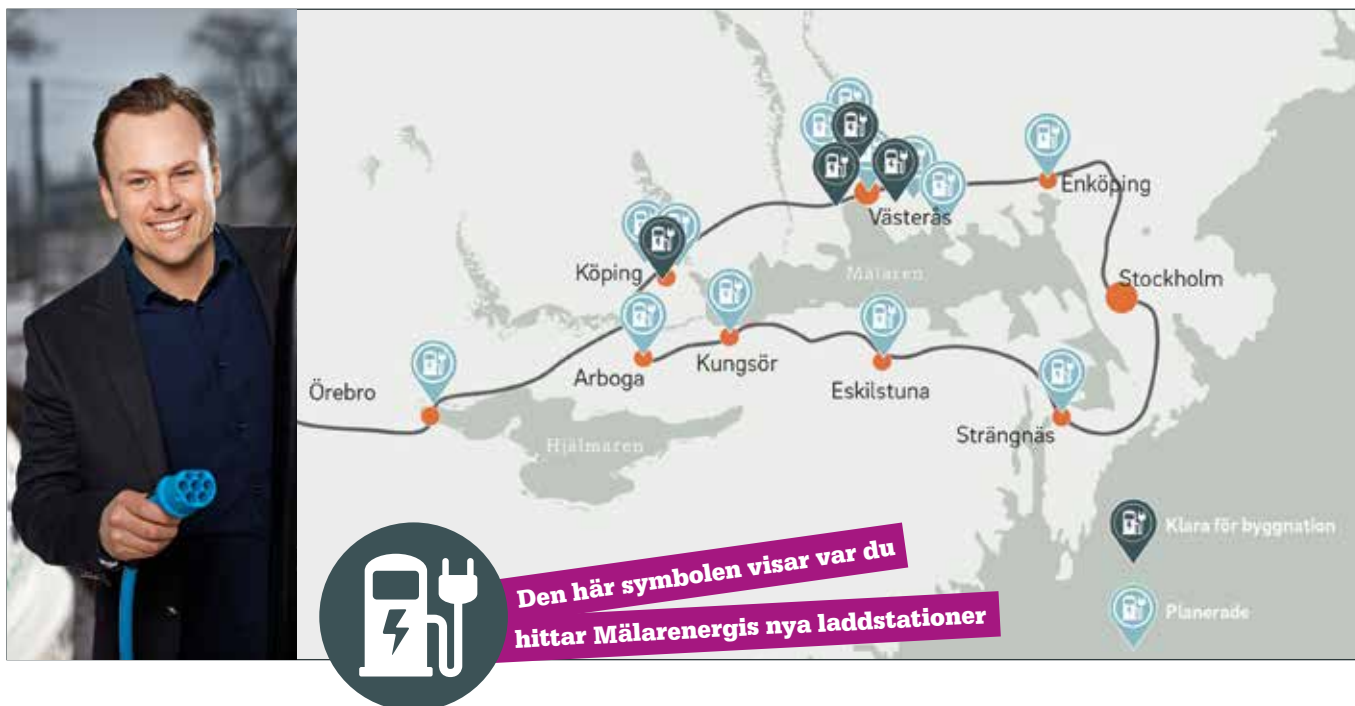 Enköping
Västerås
Mälaren
Köping
Stockholm
Kungsör
Arboga
Eskilstuna
Örebro
Strängnäs
Hjälmaren
Klara för byggnation
Planerade
Den här symbolen visar var du
hittar Mälarenergis nya laddstationer